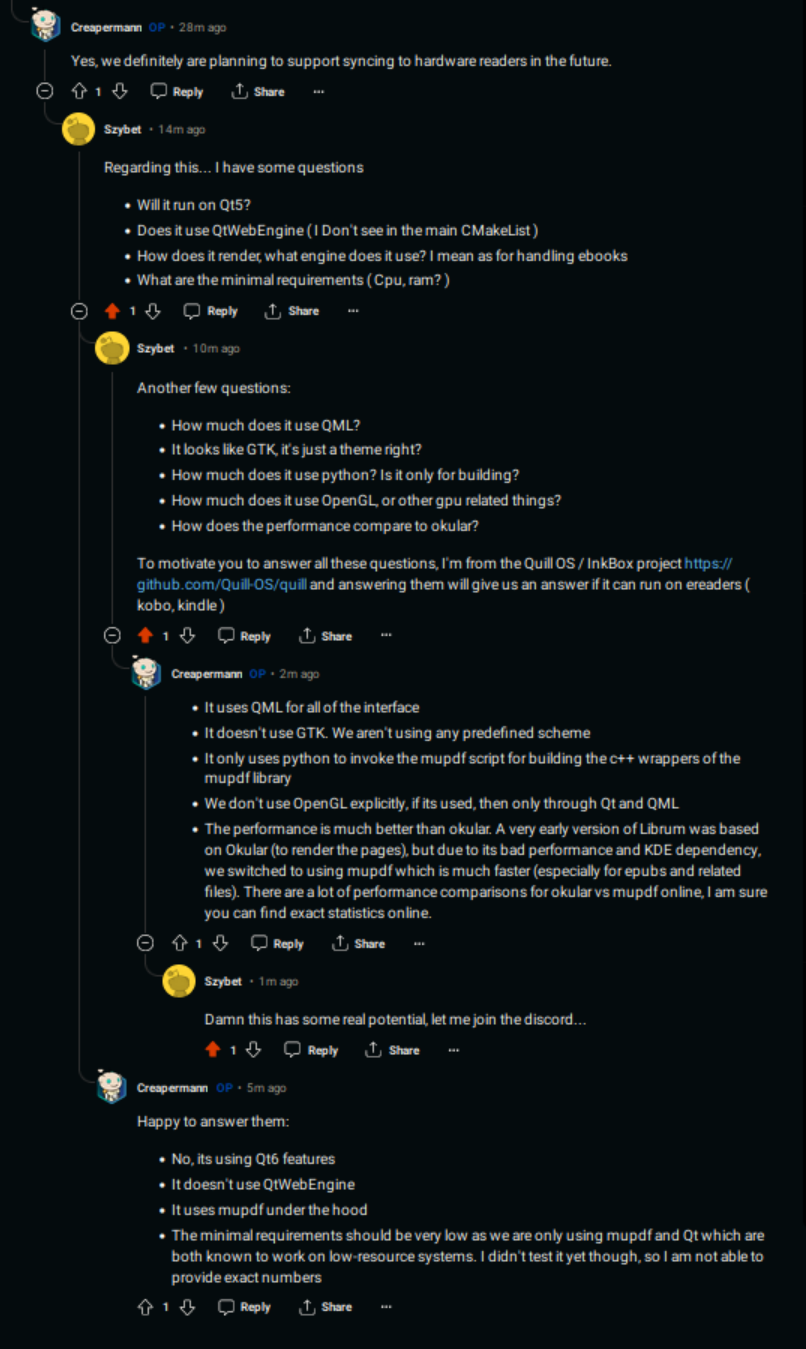 Creapermann OP • 28m ago
Yes, we definitely are planning to support syncing to hardware readers in the future.
1 Reply Share ...
Szybet • 14m ago
Regarding this... I have some questions
• Will it run on Qt5?
• Does it use QtWebEngine ( I Don't see in the main CMakeList )
• How does it render, what engine does it use? I mean as for handling ebooks
• What are the minimal requirements ( Cpu, ram? )
1 Reply Share ...
Szybet • 10m ago
Another few questions:
• How much does it use QML?
• It looks like GTK, it's just a theme right?
• How much does it use python? Is it only for building?
• How much does it use OpenGL, or other gpu related things?
• How does the performance compare to okular?
To motivate you to answer all these questions, I'm from the Quill OS / InkBox project https://
github.com/Quill-OS/quill and answering them will give us an answer if it can run on ereaders (
kobo, kindle )
1 Reply Share ...
Creapermann OP • 2m ago
• It uses QML for all of the interface
• It doesn't use GTK. We aren't using any predefined scheme
• It only uses python to invoke the mupdf script for building the c++ wrappers of the
mupdf library
• We don't use OpenGL explicitly, if its used, then only through Qt and QML
• The performance is much better than okular. A very early version of Librum was based
on Okular (to render the pages), but due to its bad performance and KDE dependency,
we switched to using mupdf which is much faster (especially for epubs and related
files). There are a lot of performance comparisons for okular vs mupdf online, I am sure
you can find exact statistics online.
1 Reply Share ...
Szybet • 1m ago
Damn this has some real potential, let me join the discord...
1 Reply Share ...
Creapermann OP • 5m ago
Happy to answer them:
• No, its using Qt6 features
• It doesn't use QtWebEngine
• It uses mupdf under the hood
• The minimal requirements should be very low as we are only using mupdf and Qt which are
both known to work on low-resource systems. I didn't test it yet though, so I am not able to
provide exact numbers
1 Reply Share ...